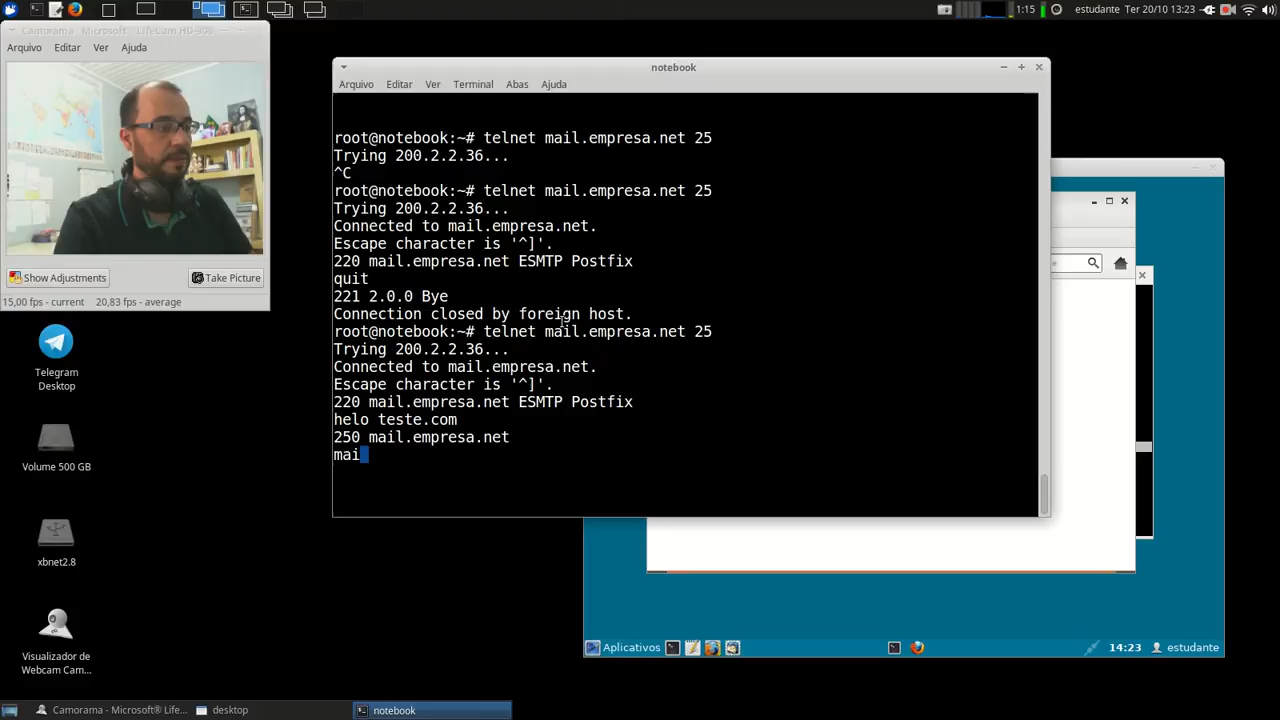 1:15
estudante Ter 20/10 13:23
Camorama - Microsoft
Arquivo Editar Ver Ajuda
Show Adjustments
Take Picture
15,00 fps - current 20,83 fps - average
Telegram
Desktop
Volume 500 GB
xbnet2.8
Visualizador de
Webcam Cam...
notebook
Arquivo Editar Ver Terminal Abas Ajuda
root@notebook:~# telnet mail.empresa.net 25
Trying 200.2.2.36...
^C
root@notebook:~# telnet mail.empresa.net 25
Trying 200.2.2.36...
Connected to mail.empresa.net.
Escape character is '^]'.
220 mail.empresa.net ESMTP Postfix
quit
221 2.0.0 Bye
Connection closed by foreign host.
root@notebook:~# telnet mail.empresa.net 25
Trying 200.2.2.36...
Connected to mail.empresa.net.
Escape character is '^]'.
220 mail.empresa.net ESMTP Postfix
helo teste.com
250 mail.empresa.net
mai
Aplicativos
14:23 estudante
Camorama - Microsoft® Life...
desktop
notebook